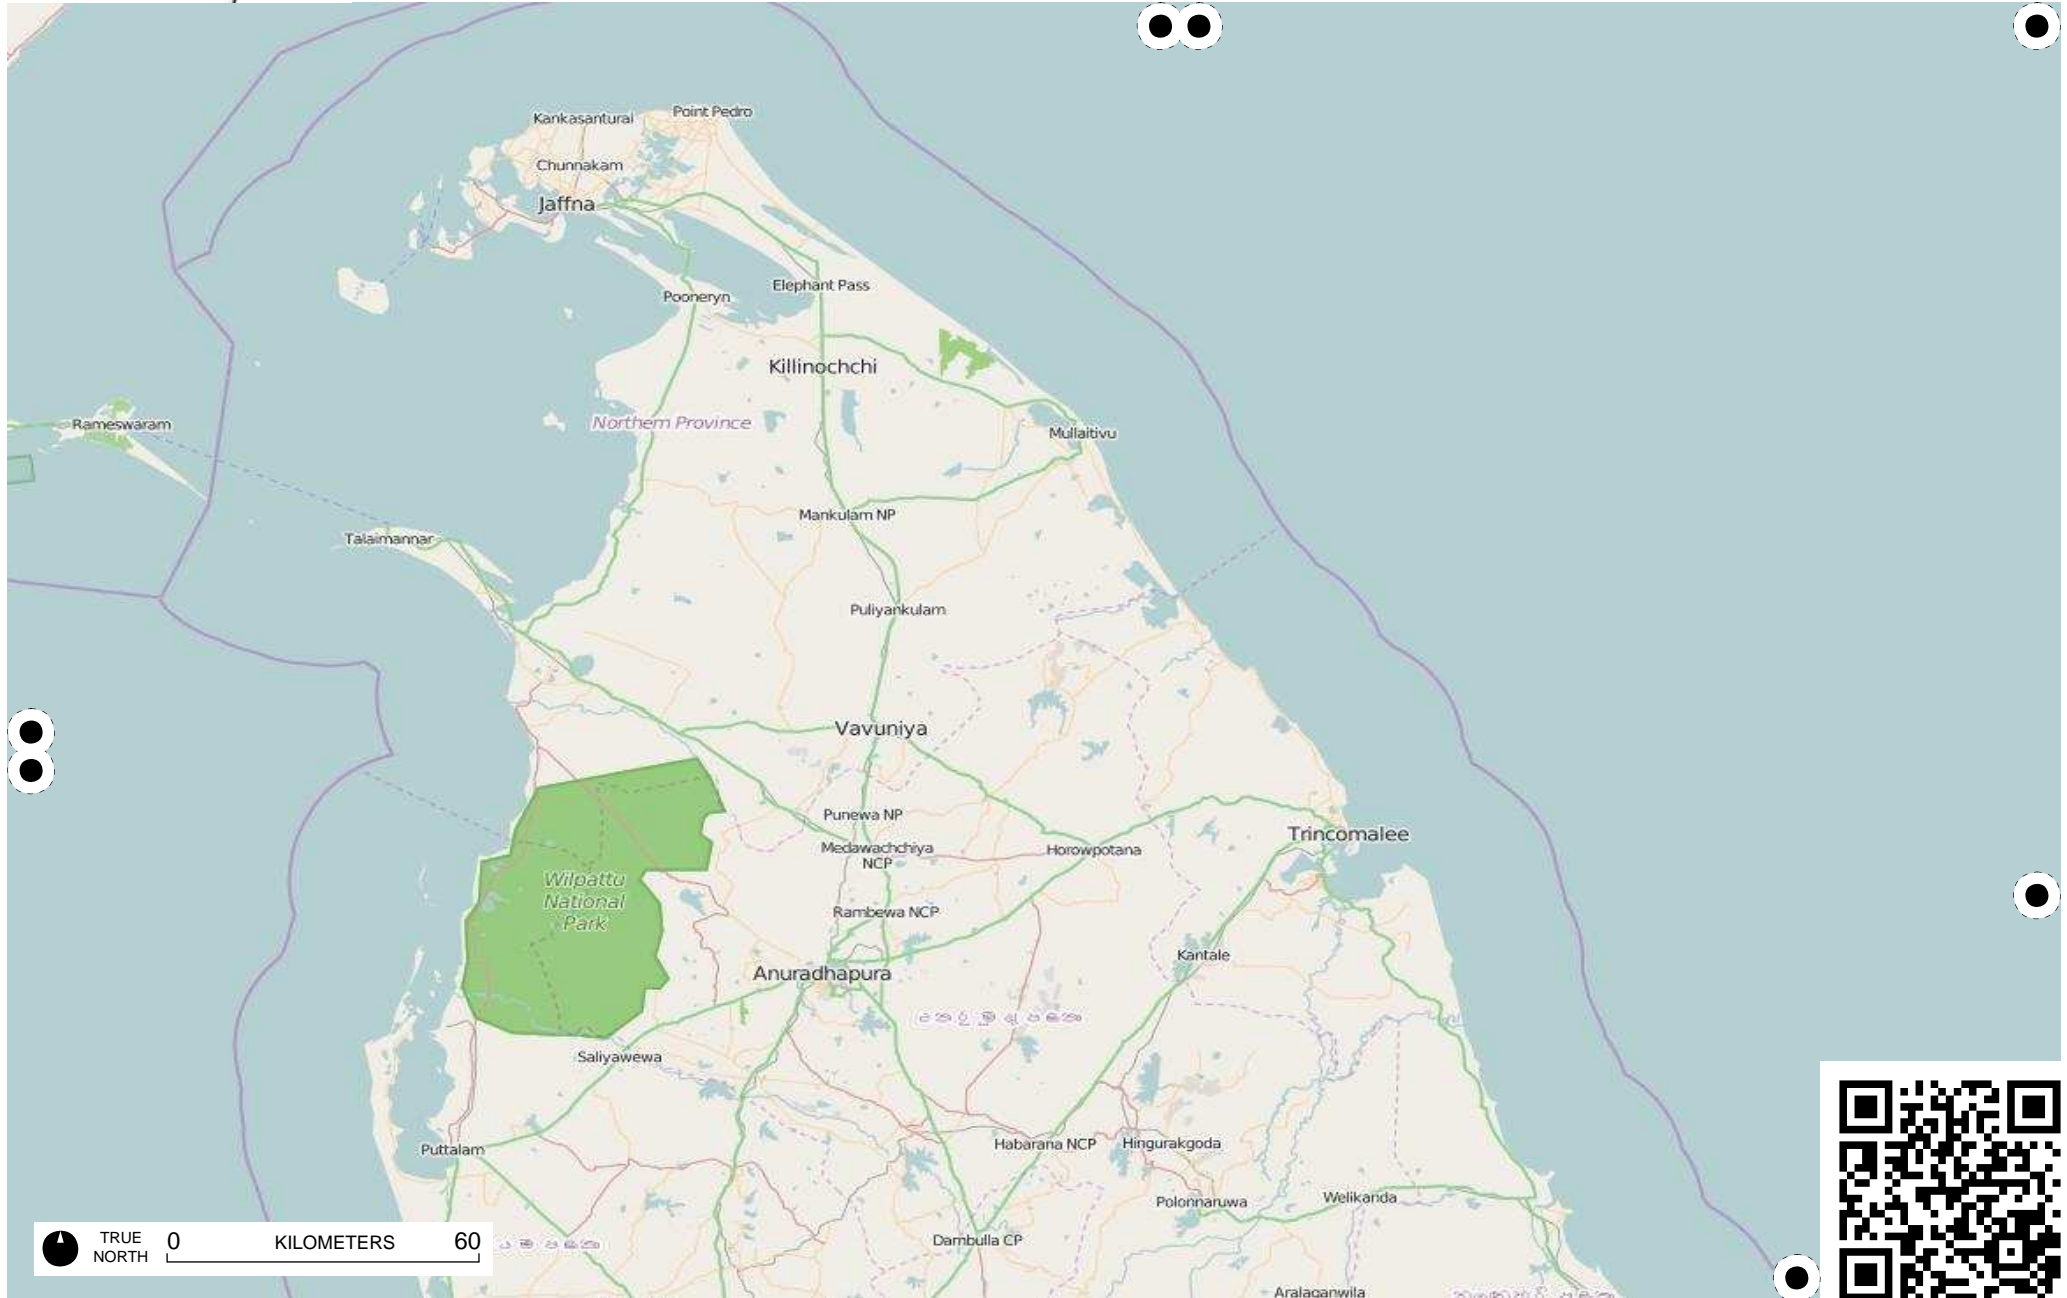 Point Pedro
Kankasanturai
Chunnakam
Jaffna
Elephant Pass
Pooneryn
Killinochchi
Northern Province
Rameswaram
Mullaitivu
Mankulam NP
Talaimannar
Puliyankulam
Vavuniya
Punewa NP
Trincomalee
Medawachchiya
NCP
Horowpotana
Wilpattu
National
Park
Rambewa NCP
Kantale
Anuradhapura
Saliyawewa
Habarana NCP
Hingurakgoda
Puttalam
Polonnaruwa
Welikanda
Dambulla CP
Aralaganwila
TRUE
NORTH
0 KILOMETERS 60